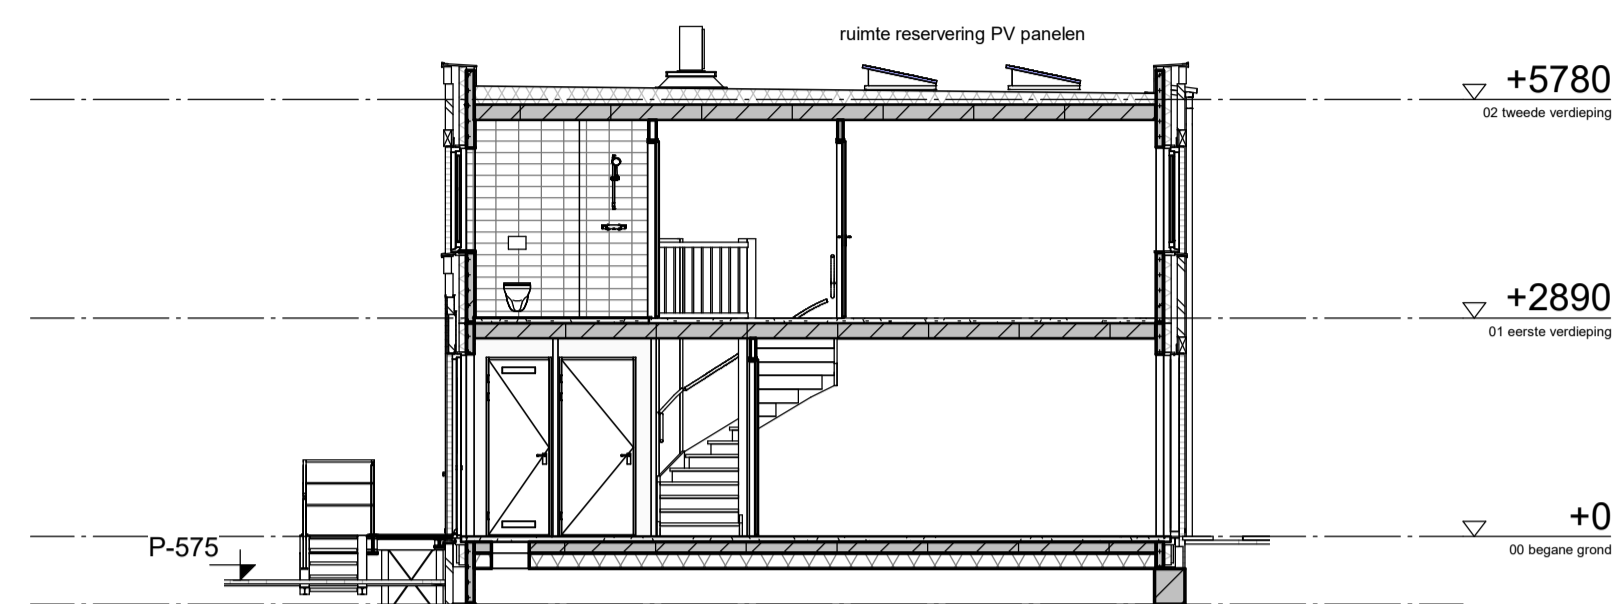 ruimte reservering PV panelen
+5780
02 tweede verdieping
+2890
01 eerste verdieping
+0
00 begane grond
P-575